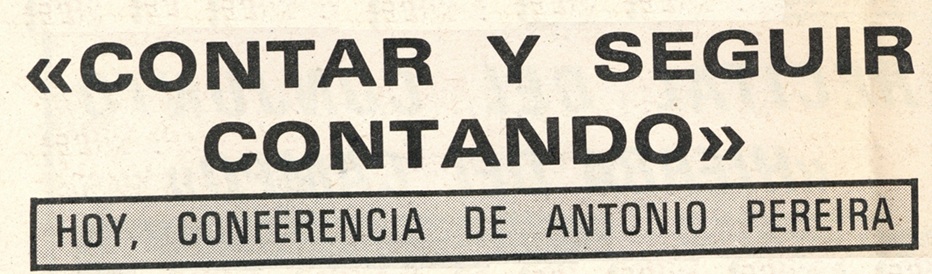 «CONTAR Y SEGUIR
CONTANDO»
HOY, CONFERENCIA DE ANTONIO PEREIRA